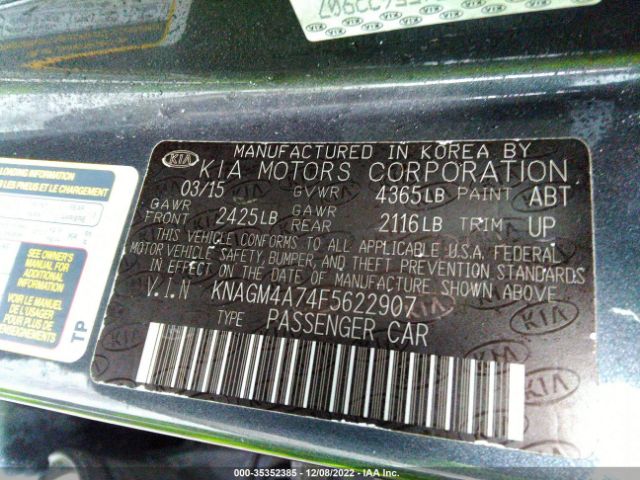 KIA
MANUFACTURED IN KOREA BY
KIA MOTORS CORPORATION
03/15 GVWR 4365LB PAINT ABT
GAWR FRONT 2425LB GAWR REAR 2116LB TRIM UP
THIS VEHICLE CONFORMS TO ALL APPLICABLE U.S.A. FEDERAL
MOTOR VEHICLE SAFETY, BUMPER, AND THEFT PREVENTION STANDARDS
IN EFFECT ON THE DATE OF MANUFACTURE SHOWN ABOVE.
V.I.N KNAGM4A74F5622907
TYPE PASSENGER CAR
LOADING INFORMATION
SEE OWNER'S
MANUAL FOR
ADDITIONAL
INFORMATION
TP
000-35352385 - 12/08/2022 - IAA Inc.